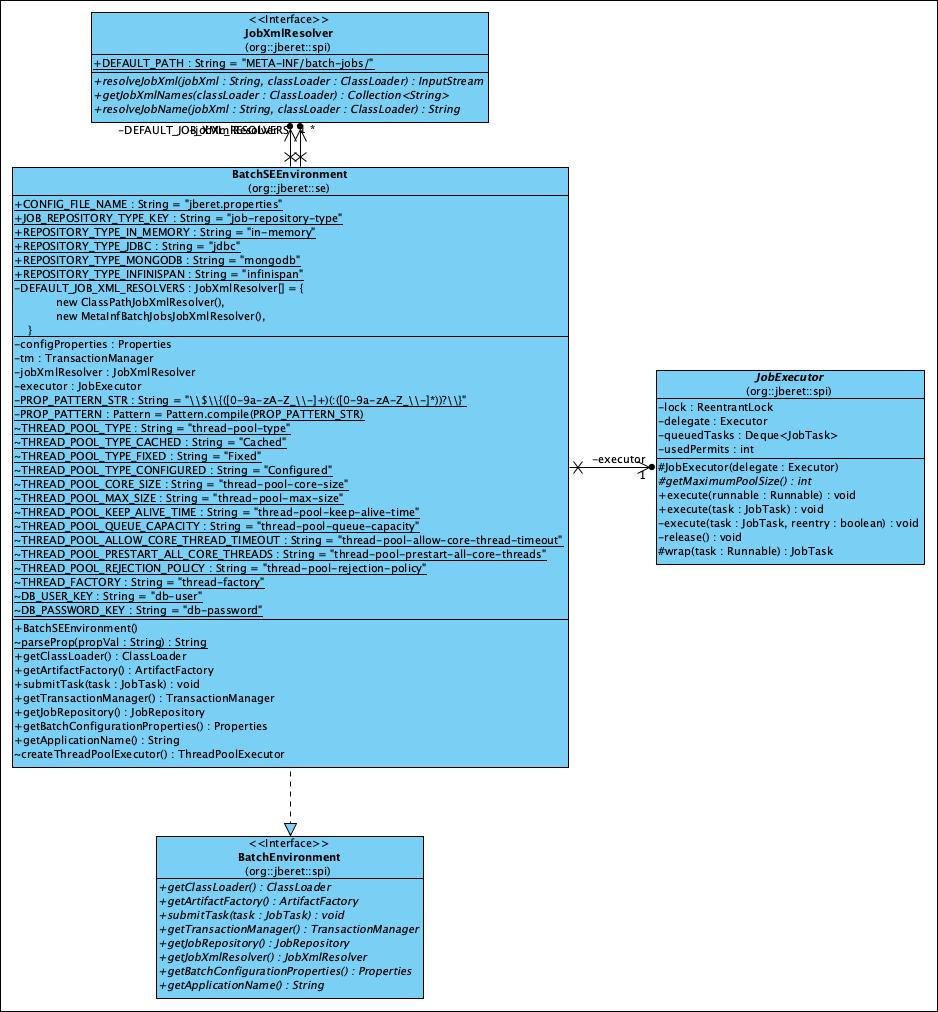 <<Interface>>
JobXmlResolver
(org::jberet::spi)
+DEFAULT_PATH : String = "META-INF/batch-jobs/"
+resolveJobXml(jobXml : String, classLoader : ClassLoader) : InputStream
+getJobXmlNames(classLoader : ClassLoader) : Collection<String>
+resolveJobName(jobXml : String, classLoader : ClassLoader) : String
-DEFAULT_JOB_XML_RESOLVERS
-jobXmlResolver
1 *
BatchSEEnvironment
(org::jberet::se)
+CONFIG_FILE_NAME : String = "jberet.properties"
+JOB_REPOSITORY_TYPE_KEY : String = "job-repository-type"
+REPOSITORY_TYPE_IN_MEMORY : String = "in-memory"
+REPOSITORY_TYPE_JDBC : String = "jdbc"
+REPOSITORY_TYPE_MONGODB : String = "mongodb"
+REPOSITORY_TYPE_INFINISPAN : String = "infinispan"
-DEFAULT_JOB_XML_RESOLVERS : JobXmlResolver[] = {
new ClassPathJobXmlResolver(),
new MetaInfBatchJobsJobXmlResolver(),
}
-configProperties : Properties
-tm : TransactionManager
-jobXmlResolver : JobXmlResolver
-executor : JobExecutor
-PROP_PATTERN_STR : String = "\\$\\{([0-9a-zA-Z_\\-]+)(:([0-9a-zA-Z_\\-]*))?\\}"
-PROP_PATTERN : Pattern = Pattern.compile(PROP_PATTERN_STR)
~THREAD_POOL_TYPE : String = "thread-pool-type"
~THREAD_POOL_TYPE_CACHED : String = "Cached"
~THREAD_POOL_TYPE_FIXED : String = "Fixed"
~THREAD_POOL_TYPE_CONFIGURED : String = "Configured"
~THREAD_POOL_CORE_SIZE : String = "thread-pool-core-size"
~THREAD_POOL_MAX_SIZE : String = "thread-pool-max-size"
~THREAD_POOL_KEEP_ALIVE_TIME : String = "thread-pool-keep-alive-time"
~THREAD_POOL_QUEUE_CAPACITY : String = "thread-pool-queue-capacity"
~THREAD_POOL_ALLOW_CORE_THREAD_TIMEOUT : String = "thread-pool-allow-core-thread-timeout"
~THREAD_POOL_PRESTART_ALL_CORE_THREADS : String = "thread-pool-prestart-all-core-threads"
~THREAD_POOL_REJECTION_POLICY : String = "thread-pool-rejection-policy"
~THREAD_FACTORY : String = "thread-factory"
~DB_USER_KEY : String = "db-user"
~DB_PASSWORD_KEY : String = "db-password"
+BatchSEEnvironment()
~parseProp(propVal : String) : String
+getClassLoader() : ClassLoader
+getArtifactFactory() : ArtifactFactory
+submitTask(task : JobTask) : void
+getTransactionManager() : TransactionManager
+getJobRepository() : JobRepository
+getBatchConfigurationProperties() : Properties
+getApplicationName() : String
~createThreadPoolExecutor() : ThreadPoolExecutor
-executor
1
JobExecutor
(org::jberet::spi)
-lock : ReentrantLock
-delegate : Executor
-queuedTasks : Deque<JobTask>
-usedPermits : int
#JobExecutor(delegate : Executor)
#getMaximumPoolSize() : int
+execute(runnable : Runnable) : void
+execute(task : JobTask) : void
-execute(task : JobTask, reentry : boolean) : void
-release() : void
#wrap(task : Runnable) : JobTask
<<Interface>>
BatchEnvironment
(org::jberet::spi)
+getClassLoader() : ClassLoader
+getArtifactFactory() : ArtifactFactory
+submitTask(task : JobTask) : void
+getTransactionManager() : TransactionManager
+getJobRepository() : JobRepository
+getJobXmlResolver() : JobXmlResolver
+getBatchConfigurationProperties() : Properties
+getApplicationName() : String